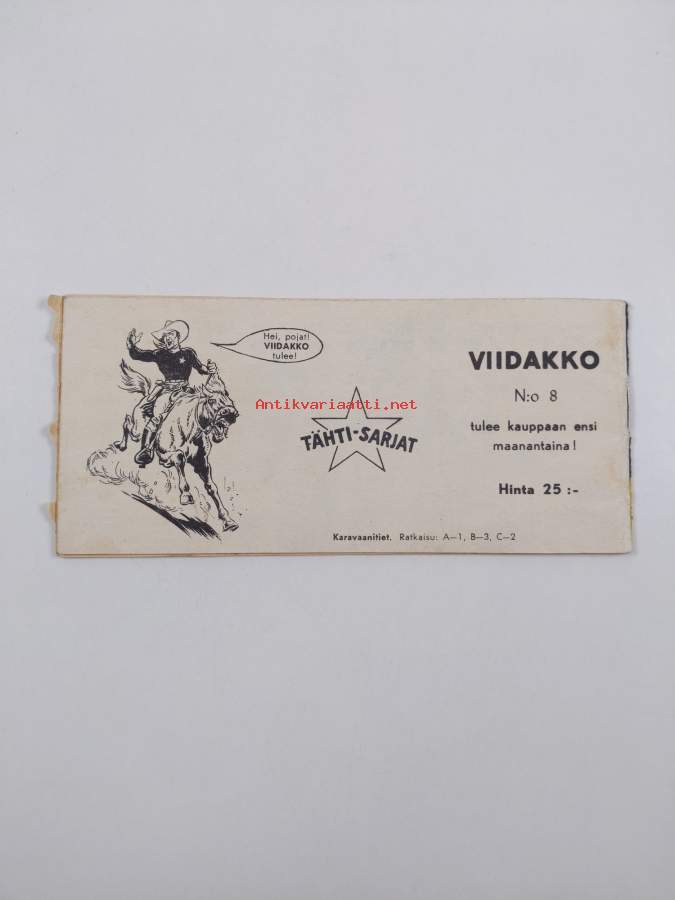 Hei, pojat!
VIIDAKKO
tulee!
Antikvariaatti.net
TÄHTI-SARJAT
VIIDAKKO
N:o 8
tulee kauppaan ensi
maanantaina!
Hinta 25 :-
Karavaanitiet. Ratkaisu: A—1, B—3, C—2